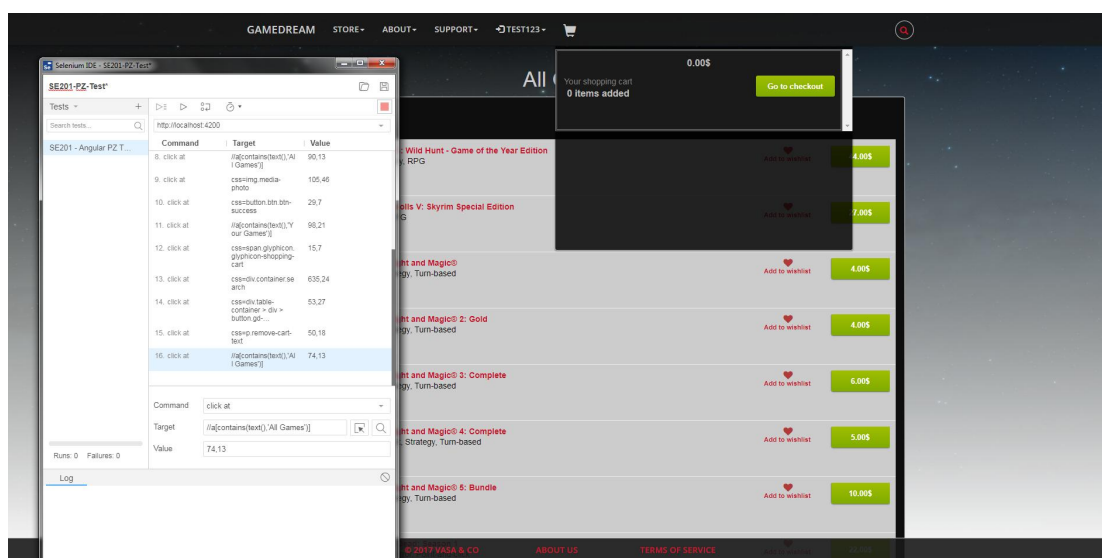 GAMEDREAM STORE ABOUT SUPPORT TEST123
All
0.00$
Your shopping cart
0 items added
Go to checkout
Selenium IDE - SE201-PZ-Test*
SE201-PZ-Test*
Tests
Search tests...
SE201 - Angular PZ T...
http://localhost:4200
Command Target Value
8. click at //a[contains(text(),'Al 90,13
l Games')]
9. click at css=img.media- 105,46
photo
10. click at css=button.btn.btn- 29,7
success
11. click at //a[contains(text(),'Y 98,21
our Games')]
12. click at css=span.glyphicon. 15,7
glyphicon-shopping-
cart
13. click at css=div.container.se 635,24
arch
14. click at css=div.table- 53,27
container > div >
button.gd-...
15. click at css=p.remove-cart- 50,18
text
16. click at //a[contains(text(),'Al 74,13
l Games')]
Command click at
Target //a[contains(text(),'All Games')]
Value 74,13
Runs: 0 Failures: 0
Log
: Wild Hunt - Game of the Year Edition
, RPG
Add to wishlist 4.00$
olls V: Skyrim Special Edition
G
Add to wishlist 7.00$
ht and Magic®
egy, Turn-based
Add to wishlist 4.00$
ht and Magic® 2: Gold
egy, Turn-based
Add to wishlist 4.00$
ht and Magic® 3: Complete
egy, Turn-based
Add to wishlist 6.00$
ht and Magic® 4: Complete
, Strategy, Turn-based
Add to wishlist 5.00$
ht and Magic® 5: Bundle
egy, Turn-based
Add to wishlist 10.00$
© 2017 VASA & CO ABOUT US TERMS OF SERVICE